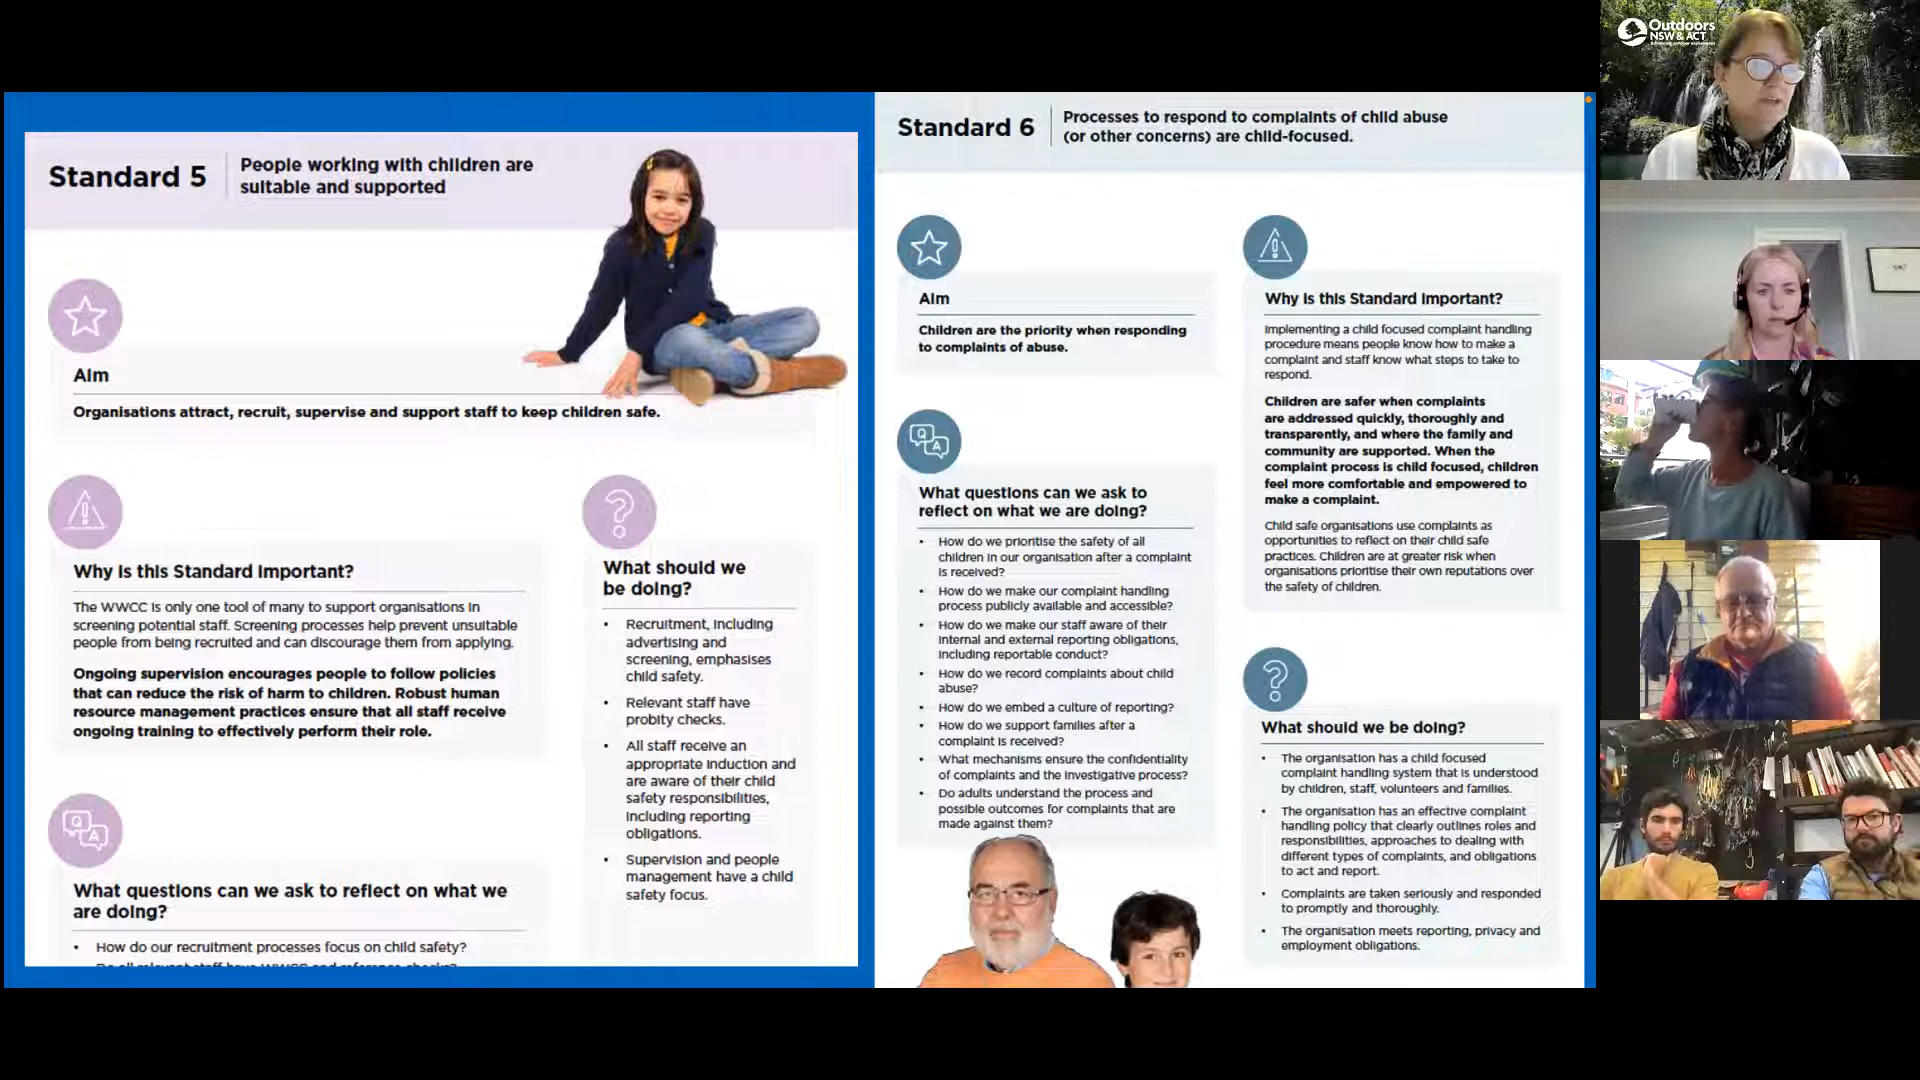 Standard 5
People working with children are
suitable and supported
Aim
Organisations attract, recruit, supervise and support staff to keep children safe.
Why is this Standard important?
The WWCC is only one tool of many to support organisations in
screening potential staff. Screening processes help prevent unsuitable
people from being recruited and can discourage them from applying.
Ongoing supervision encourages people to follow policies
that can reduce the risk of harm to children. Robust human
resource management practices ensure that all staff receive
ongoing training to effectively perform their role.
Q A
What questions can we ask to reflect on what we
are doing?
• How do our recruitment processes focus on child safety?
Do all relevant staff have WWCC and reference checks?
What should we
be doing?
• Recruitment, including
advertising and
screening, emphasises
child safety.
• Relevant staff have
probity checks.
• All staff receive an
appropriate induction and
are aware of their child
safety responsibilities,
including reporting
obligations.
• Supervision and people
management have a child
safety focus.
Standard 6
Processes to respond to complaints of child abuse
(or other concerns) are child-focused.
Aim
Children are the priority when responding
to complaints of abuse.
Q A
What questions can we ask to
reflect on what we are doing?
• How do we prioritise the safety of all
children in our organisation after a complaint
is received?
• How do we make our complaint handling
process publicly available and accessible?
• How do we make our staff aware of their
internal and external reporting obligations,
including reportable conduct?
• How do we record complaints about child
abuse?
• How do we embed a culture of reporting?
• How do we support families after a
complaint is received?
• What mechanisms ensure the confidentiality
of complaints and the investigative process?
• Do adults understand the process and
possible outcomes for complaints that are
made against them?
Why is this Standard important?
Implementing a child focused complaint handling
procedure means people know how to make a
complaint and staff know what steps to take to
respond.
Children are safer when complaints
are addressed quickly, thoroughly and
transparently, and where the family and
community are supported. When the
complaint process is child focused, children
feel more comfortable and empowered to
make a complaint.
Child safe organisations use complaints as
opportunities to reflect on their child safe
practices. Children are at greater risk when
organisations prioritise their own reputations over
the safety of children.
What should we be doing?
• The organisation has a child focused
complaint handling system that is understood
by children, staff, volunteers and families.
• The organisation has an effective complaint
handling policy that clearly outlines roles and
responsibilities, approaches to dealing with
different types of complaints, and obligations
to act and report.
• Complaints are taken seriously and responded
to promptly and thoroughly.
• The organisation meets reporting, privacy and
employment obligations.
Outdoors
NSW & ACT